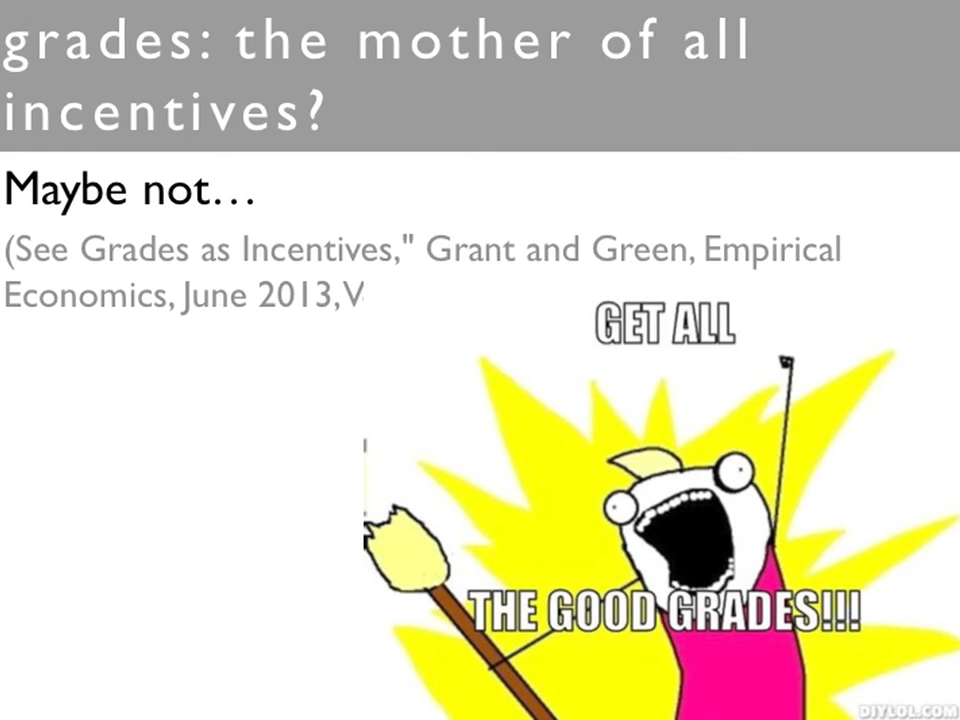 grades: the mother of all
incentives?
Maybe not…
(See Grades as Incentives," Grant and Green, Empirical
Economics, June 2013,
GET ALL
THE GOOD GRADES!!!
DIYLOL.COM